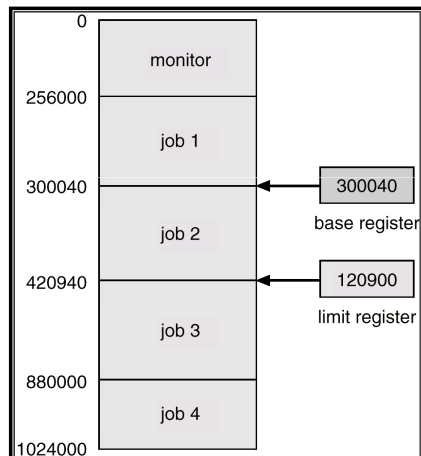 0
monitor
256000
job 1
300040
300040
base register
job 2
420940
120900
limit register
job 3
880000
job 4
1024000